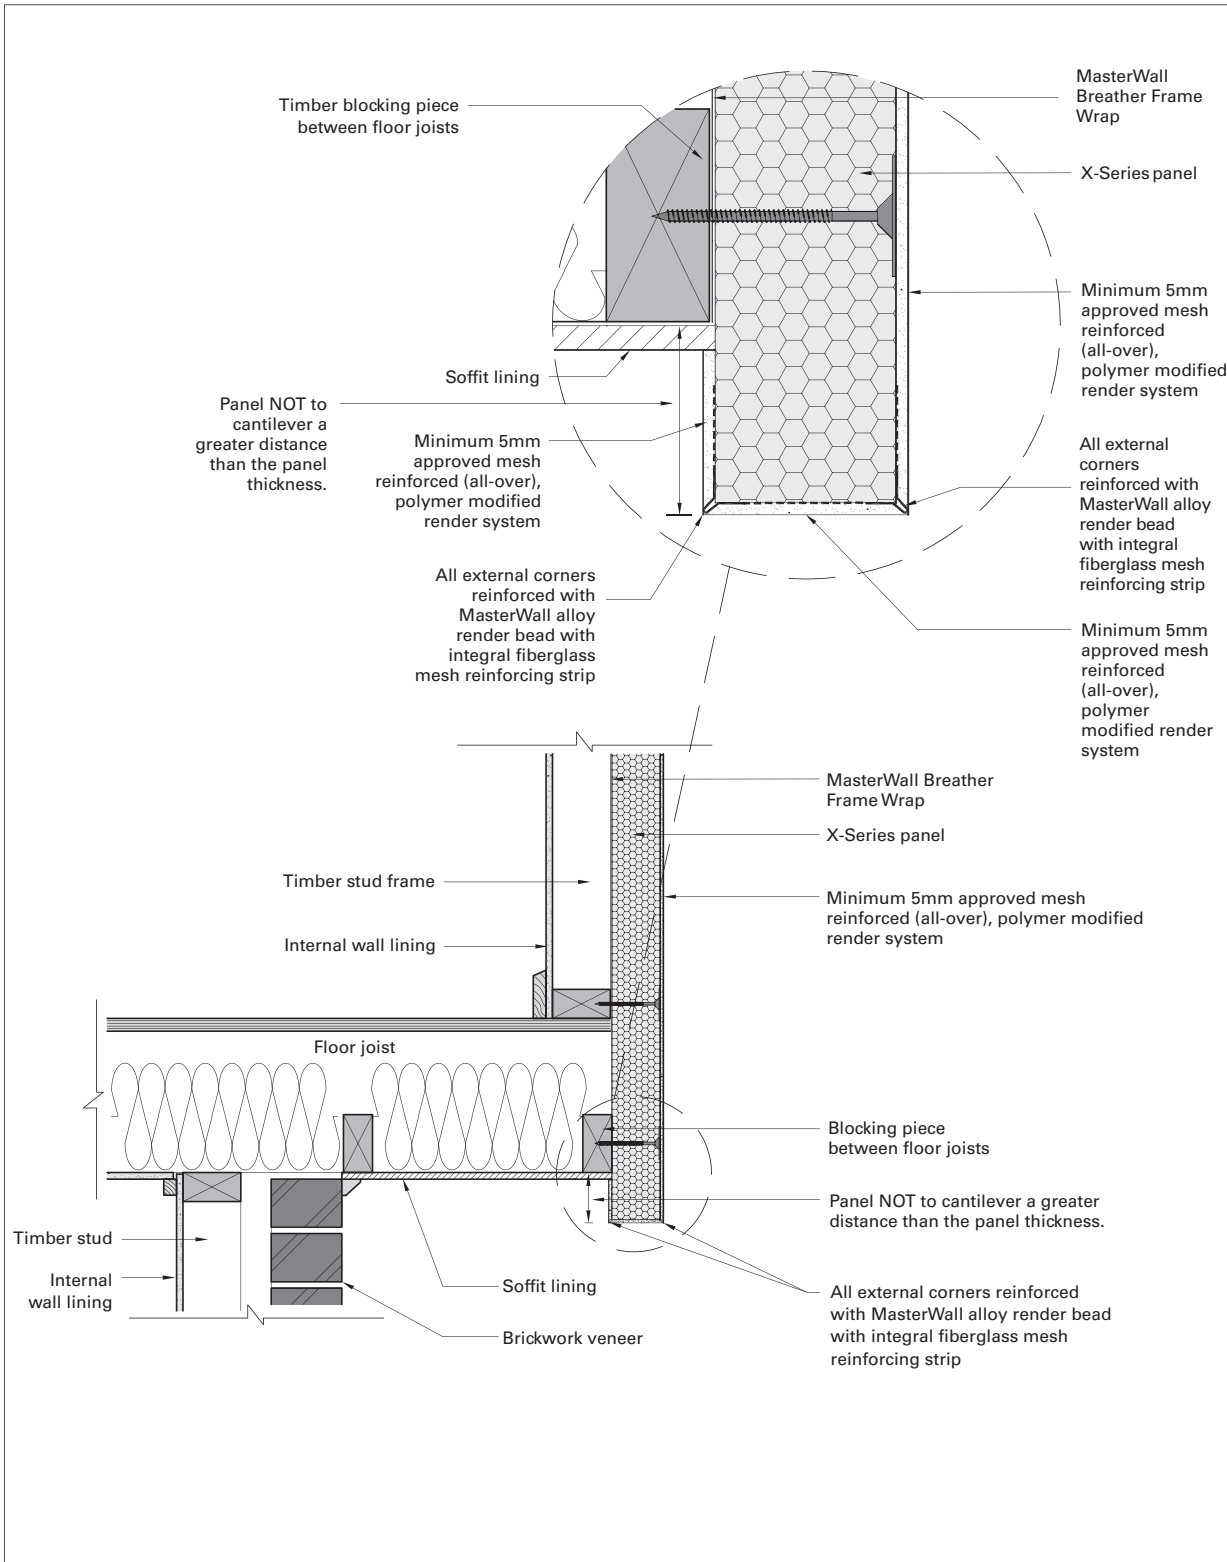 Timber blocking piece
between floor joists
MasterWall
Breather Frame
Wrap
X-Series panel
Minimum 5mm
approved mesh
reinforced
(all-over),
polymer modified
render system
Soffit lining
Panel NOT to
cantilever a
greater distance
than the panel
thickness.
Minimum 5mm
approved mesh
reinforced (all-over),
polymer modified
render system
All external
corners
reinforced with
MasterWall alloy
render bead
with integral
fiberglass mesh
reinforcing strip
All external corners
reinforced with
MasterWall alloy
render bead with
integral fiberglass
mesh reinforcing strip
Minimum 5mm
approved mesh
reinforced
(all-over),
polymer
modified render
system
MasterWall Breather
Frame Wrap
X-Series panel
Timber stud frame
Minimum 5mm approved mesh
reinforced (all-over), polymer modified
render system
Internal wall lining
Floor joist
Blocking piece
between floor joists
Panel NOT to cantilever a greater
distance than the panel thickness.
Timber stud
Internal
wall lining
Soffit lining
All external corners reinforced
with MasterWall alloy render bead
with integral fiberglass mesh
reinforcing strip
Brickwork veneer